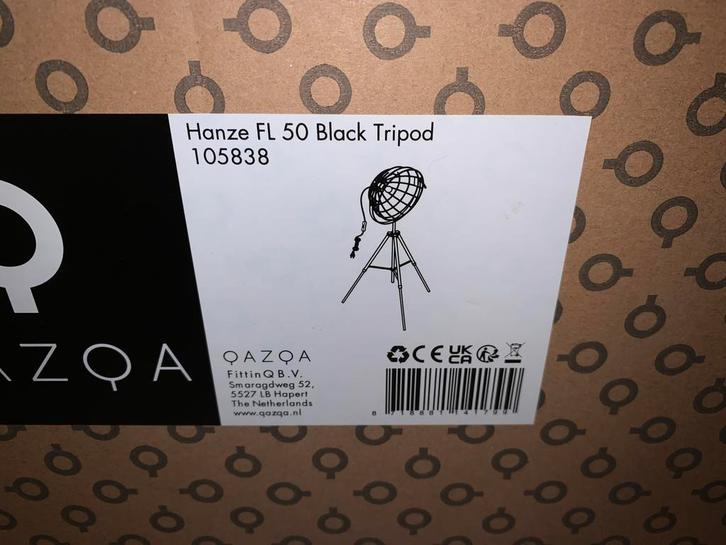 Hanze FL 50 Black Tripod
105838
QAZQA
QAZQA
FittinQ B.V.
Smaragdweg 52,
5527 LB Hapert
The Netherlands
www.qazqa.nl
CE UK CA